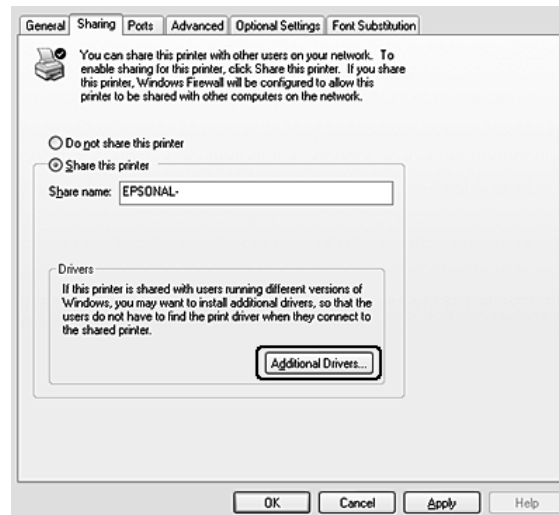 General Sharing Ports Advanced Optional Settings Font Substitution
You can share this printer with other users on your network. To
enable sharing for this printer, click Share this printer. If you share
this printer, Windows Firewall will be configured to allow this
printer to be shared with other computers on the network.
Do not share this printer
Share this printer
Share name: EPSONAL-
Drivers
If this printer is shared with users running different versions of
Windows, you may want to install additional drivers, so that the
users do not have to find the print driver when they connect to
the shared printer.
Additional Drivers...
OK Cancel Apply Help